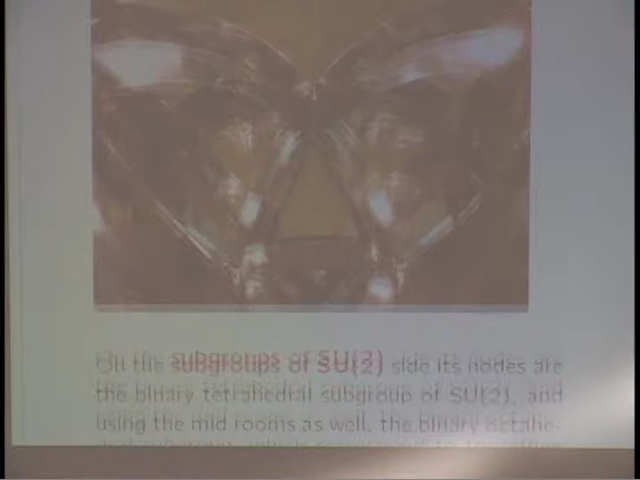 On the subgroups of SU(2) side its nodes are
the binary tetrahedral subgroup of SU(2), and
using the mid rooms as well, the binary octahe-